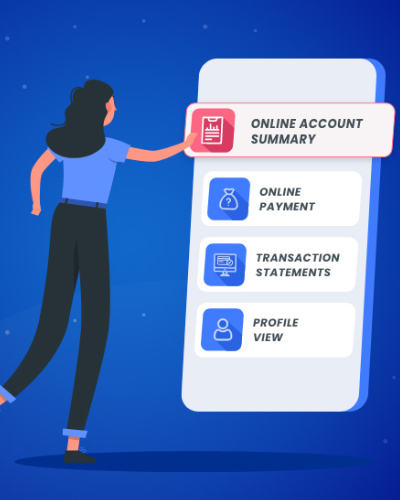 ONLINE ACCOUNT
SUMMARY
ONLINE
PAYMENT
TRANSACTION
STATEMENTS
PROFILE
VIEW